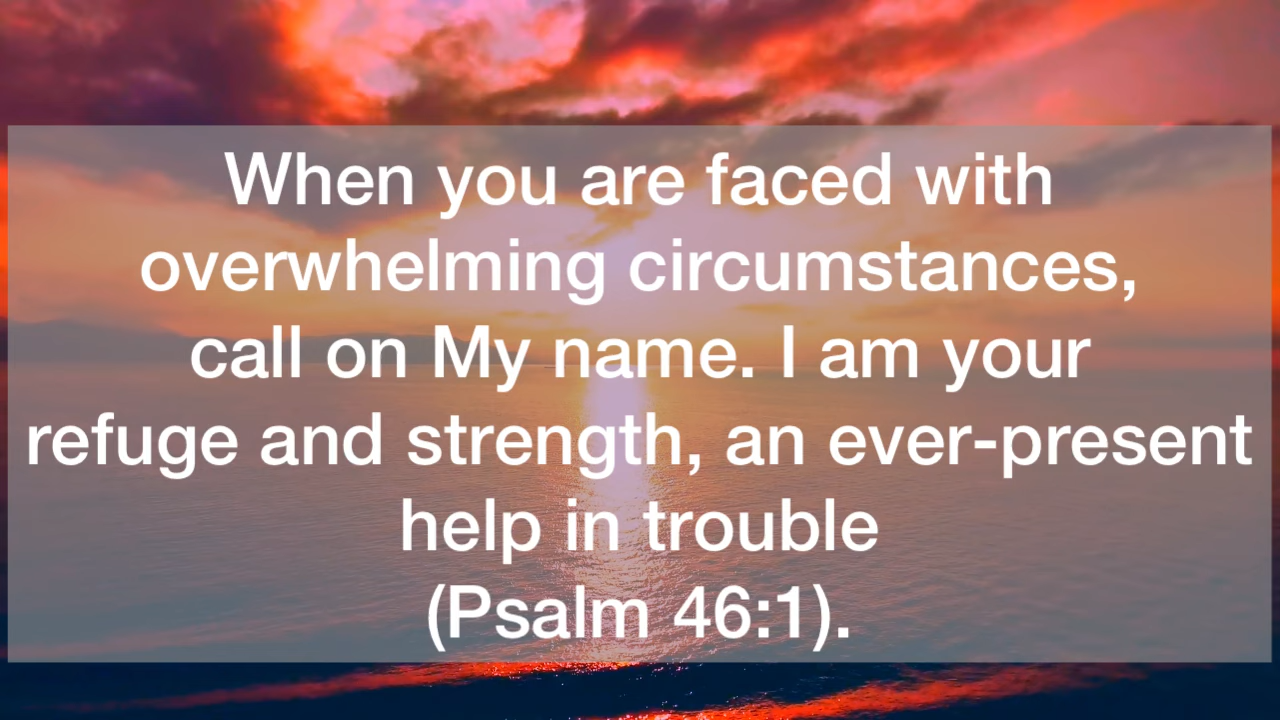 When you are faced with
overwhelming circumstances,
call on My name. I am your
refuge and strength, an ever-present
help in trouble
(Psalm 46:1).